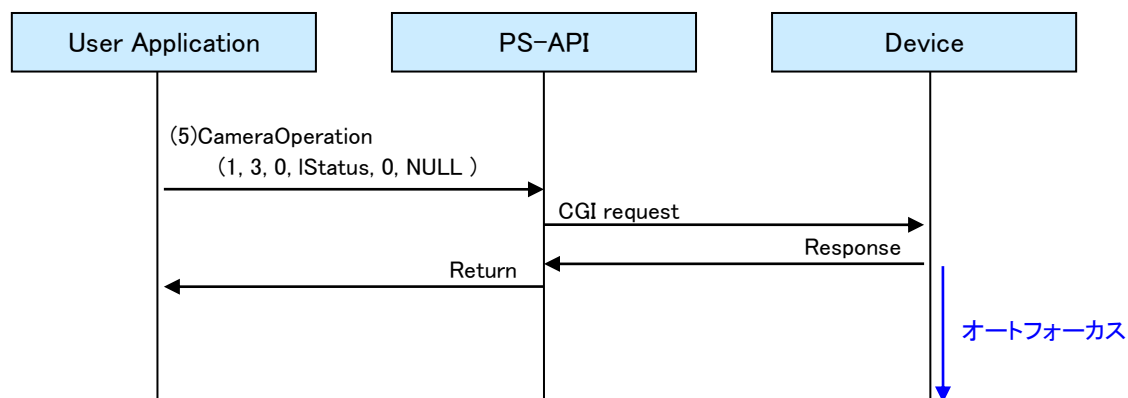 User Application
PS-API
Device
(5)CameraOperation
(1, 3, 0, lStatus, 0, NULL )
CGI request
Response
Return
オートフォーカス